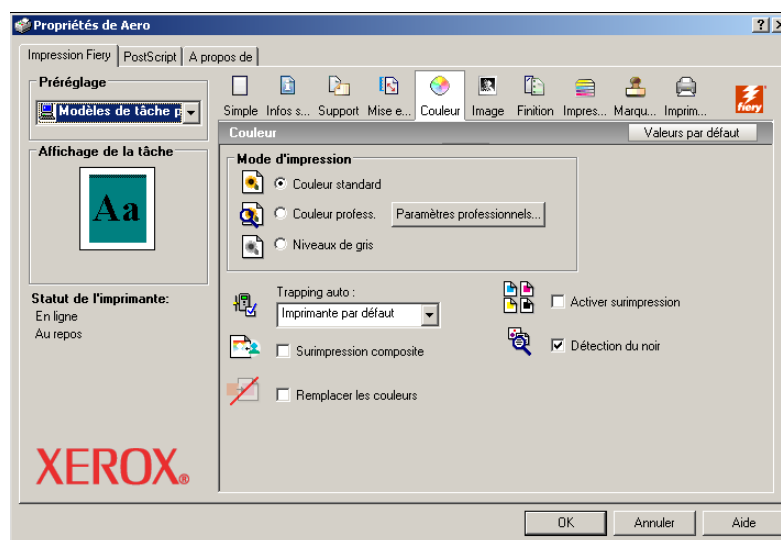 Propriétés de Aero
Impression Fiery PostScript A propos de
Préréglage
Modèles de tâche p
Simple Infos s... Support Mise e... Couleur Image Finition Impres... Marqu... Imprim...
fiery
Couleur Valeurs par défaut
Affichage de la tâche
Aa
Mode d'impression
Couleur standard
Couleur profess. Paramètres professionnels...
Niveaux de gris
Statut de l'imprimante:
En ligne
Au repos
Trapping auto :
Imprimante par défaut
Activer surimpression
Surimpression composite
Détection du noir
Remplacer les couleurs
XEROX®
OK Annuler Aide